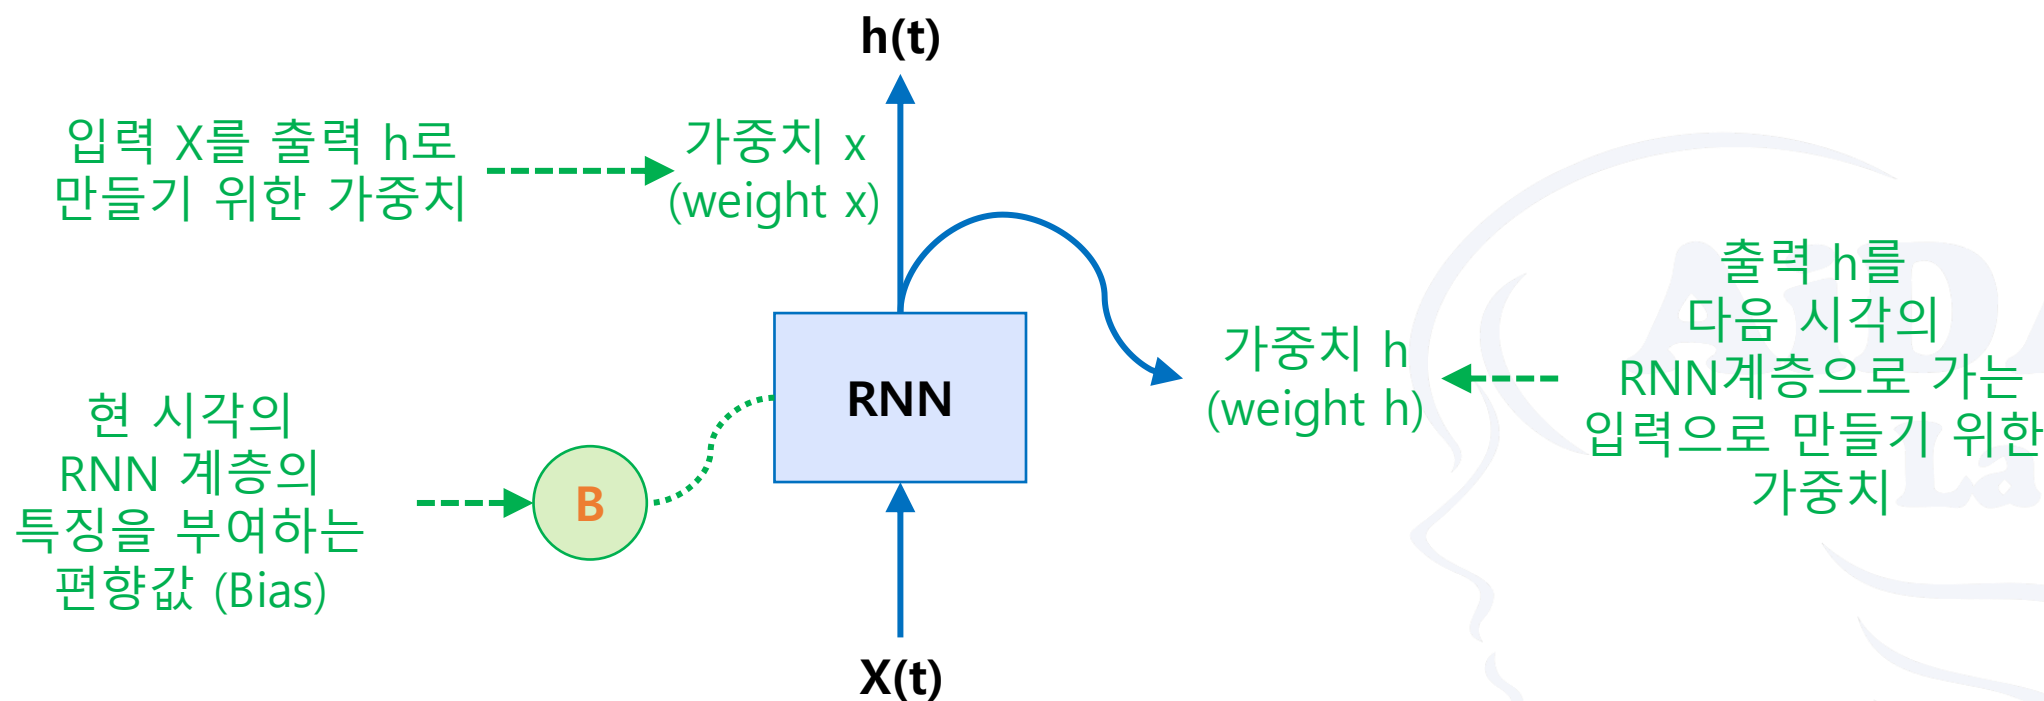 h(t)
입력 X를 출력 h로
만들기 위한 가중치
가중치 x
(weight x)
출력 h를
다음 시각의
RNN계층으로 가는
입력으로 만들기 위한
가중치
가중치 h
(weight h)
RNN
현 시각의
RNN 계층의
특징을 부여하는
편향값 (Bias)
B
X(t)